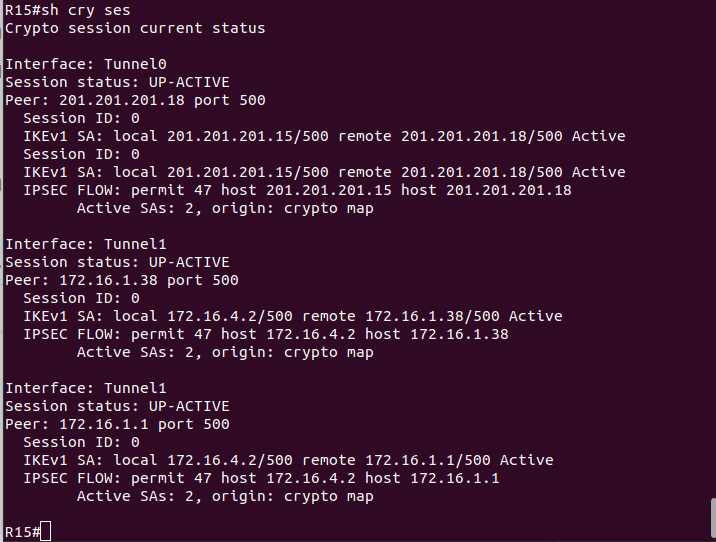 R15#sh cry ses
Crypto session current status
Interface: Tunnel0
Session status: UP-ACTIVE
Peer: 201.201.201.18 port 500
Session ID: 0
IKEv1 SA: local 201.201.201.15/500 remote 201.201.201.18/500 Active
Session ID: 0
IKEv1 SA: local 201.201.201.15/500 remote 201.201.201.18/500 Active
IPSEC FLOW: permit 47 host 201.201.201.15 host 201.201.201.18
Active SAs: 2, origin: crypto map
Interface: Tunnel1
Session status: UP-ACTIVE
Peer: 172.16.1.38 port 500
Session ID: 0
IKEv1 SA: local 172.16.4.2/500 remote 172.16.1.38/500 Active
IPSEC FLOW: permit 47 host 172.16.4.2 host 172.16.1.38
Active SAs: 2, origin: crypto map
Interface: Tunnel1
Session status: UP-ACTIVE
Peer: 172.16.1.1 port 500
Session ID: 0
IKEv1 SA: local 172.16.4.2/500 remote 172.16.1.1/500 Active
IPSEC FLOW: permit 47 host 172.16.4.2 host 172.16.1.1
Active SAs: 2, origin: crypto map
R15#